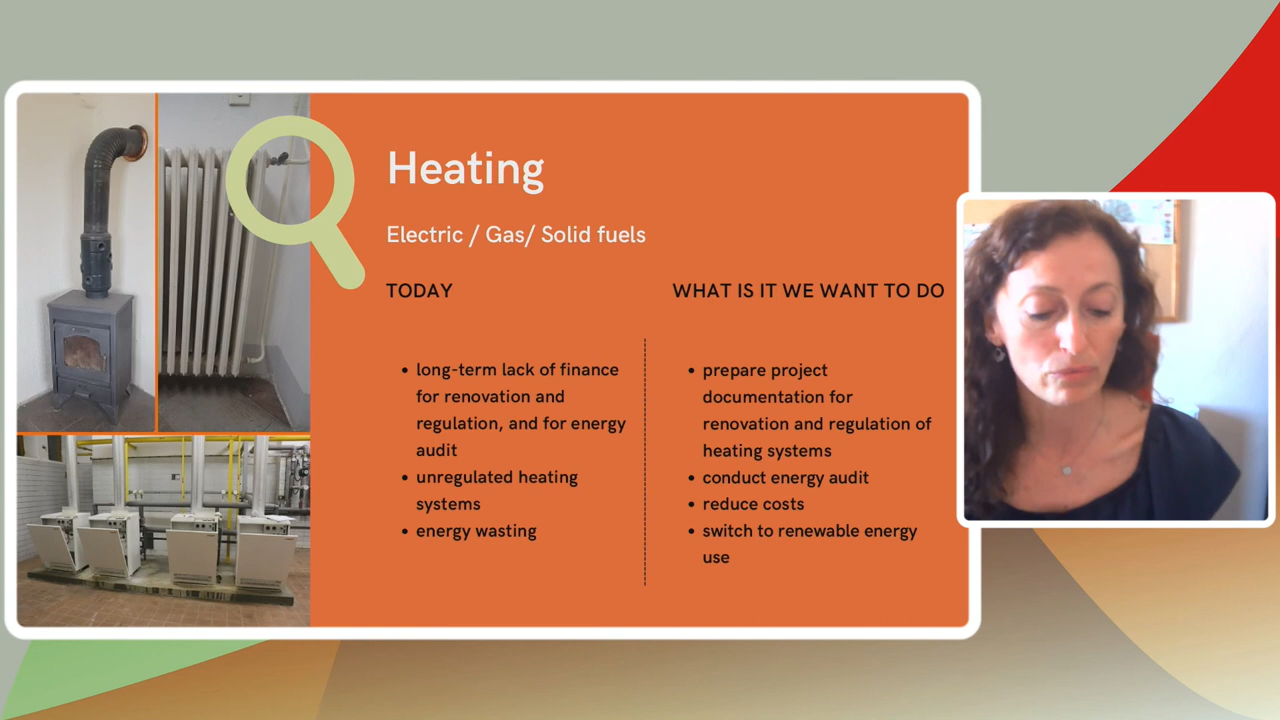 Heating
Electric / Gas/ Solid fuels
TODAY
• long-term lack of finance
for renovation and
regulation, and for energy
audit
• unregulated heating
systems
• energy wasting
WHAT IS IT WE WANT TO DO
• prepare project
documentation for
renovation and regulation of
heating systems
• conduct energy audit
• reduce costs
• switch to renewable energy
use